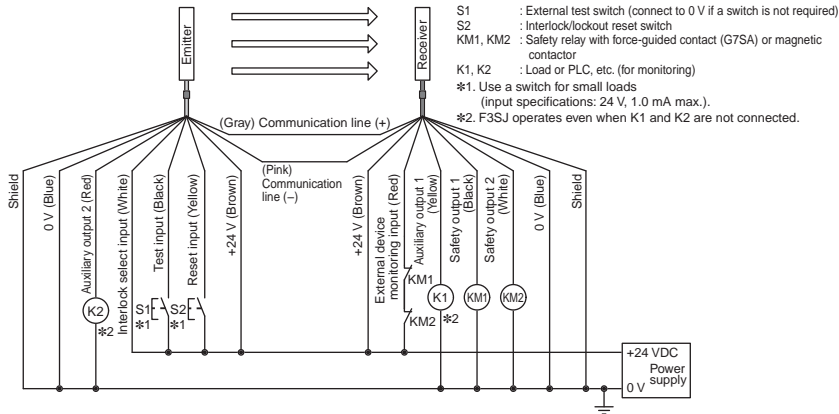 Emitter
Receiver
S1 : External test switch (connect to 0 V if a switch is not required)
S2 : Interlock/lockout reset switch
KM1, KM2 : Safety relay with force-guided contact (G7SA) or magnetic
contactor
K1, K2 : Load or PLC, etc. (for monitoring)
✽1. Use a switch for small loads
(input specifications: 24 V, 1.0 mA max.).
✽2. F3SJ operates even when K1 and K2 are not connected.
(Gray) Communication line (+)
(Pink)
Communication
line (−)
Shield
0 V (Blue)
Auxiliary output 2 (Red)
Interlock select input (White)
Test input (Black)
Reset input (Yellow)
+24 V (Brown)
+24 V (Brown)
External device
monitoring input (Red)
Auxiliary output 1
(Yellow)
Safety output 1
(Black)
Safety output 2
(White)
0 V (Blue)
Shield
K2
✽2
S1
✽1
S2
✽1
KM1
KM2
K1
✽2
KM1
KM2
+24 VDC
Power
supply
0 V